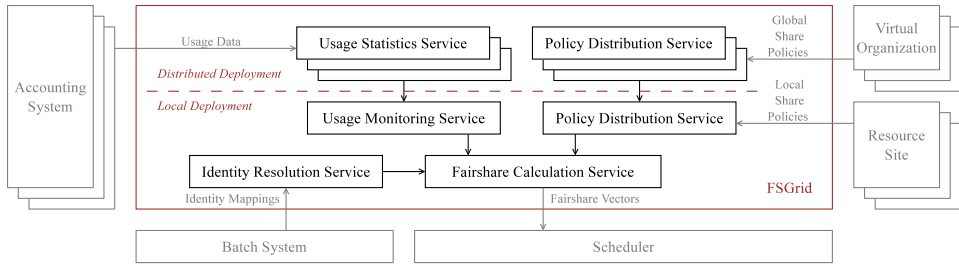 Accounting
System
Usage Data
Usage Statistics Service
Policy Distribution Service
Global
Share
Policies
Virtual
Organization
Distributed Deployment
Local Deployment
Usage Monitoring Service
Policy Distribution Service
Local
Share
Policies
Resource
Site
Identity Resolution Service
Fairshare Calculation Service
FSGrid
Identity Mappings
Fairshare Vectors
Batch System
Scheduler